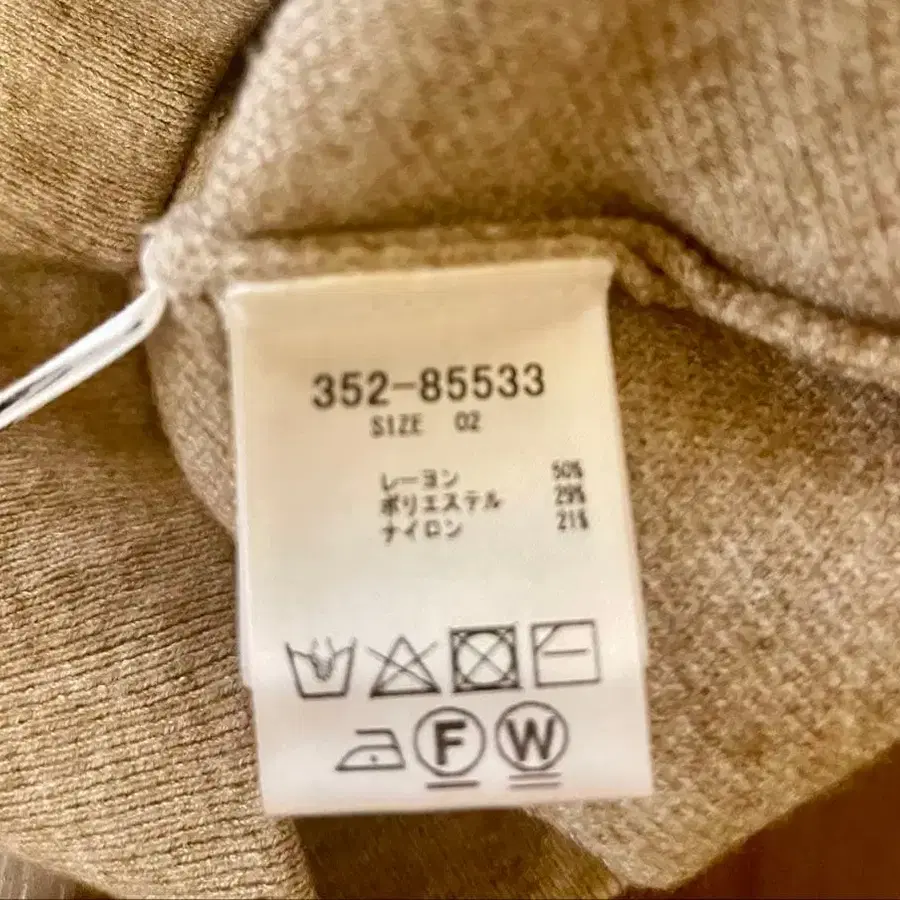 352-85533
SIZE 02
レーヨン 50%
ポリエステル 29%
ナイロン 21%
F W